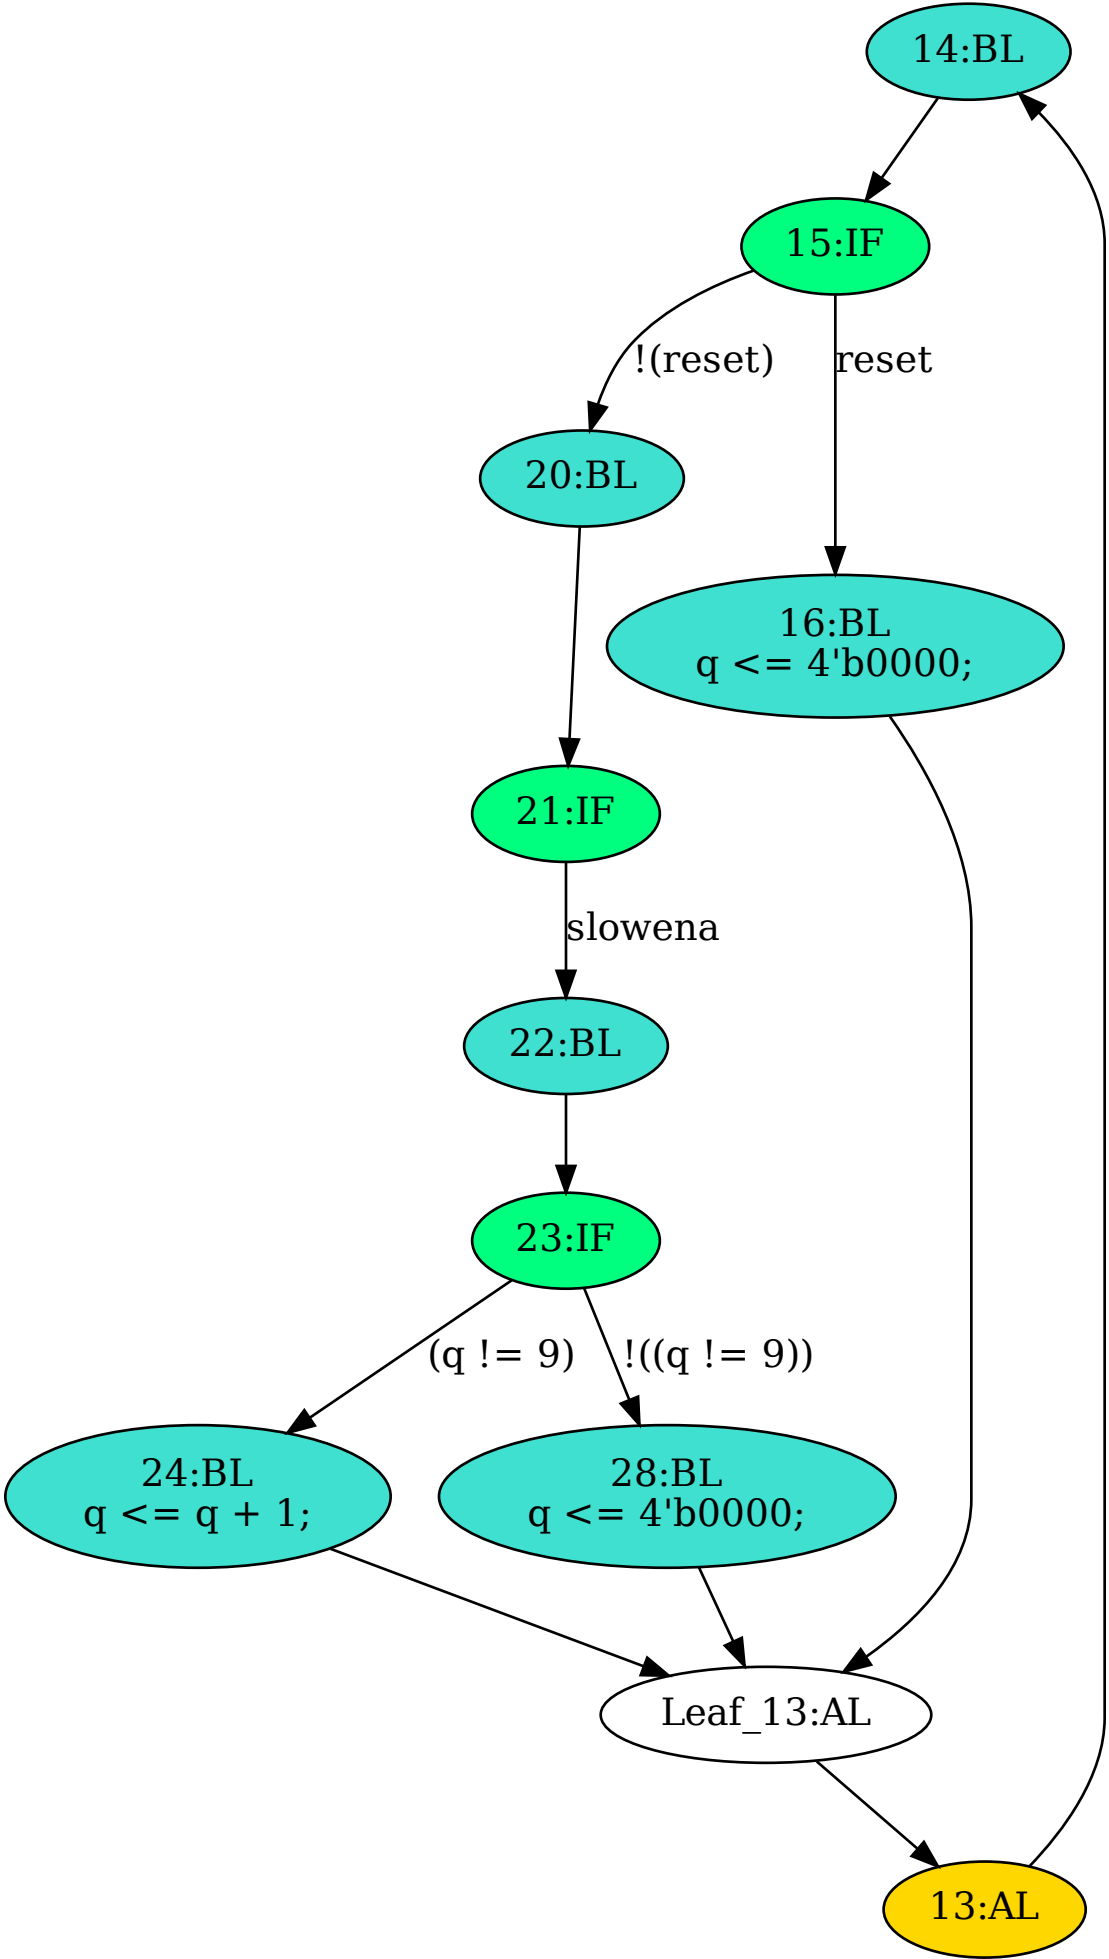 14:BL
15:IF
!(reset)
reset
20:BL
16:BL
q <= 4'b0000;
21:IF
slowena
22:BL
23:IF
(q != 9)
!((q != 9))
24:BL
q <= q + 1;
28:BL
q <= 4'b0000;
Leaf_13:AL
13:AL